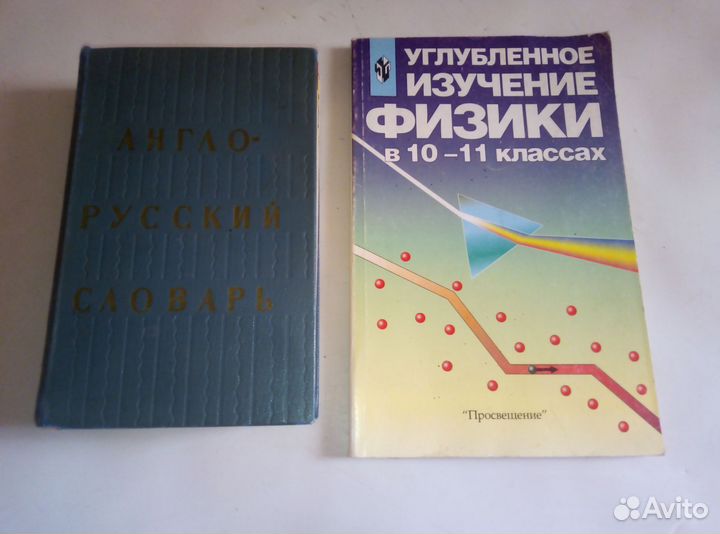 АНГЛО-
РУССКИЙ
СЛОВАРЬ
УГЛУБЛЕННОЕ
ИЗУЧЕНИЕ
ФИЗИКИ
в 10 –11 классах
"Просвещение"
Avito